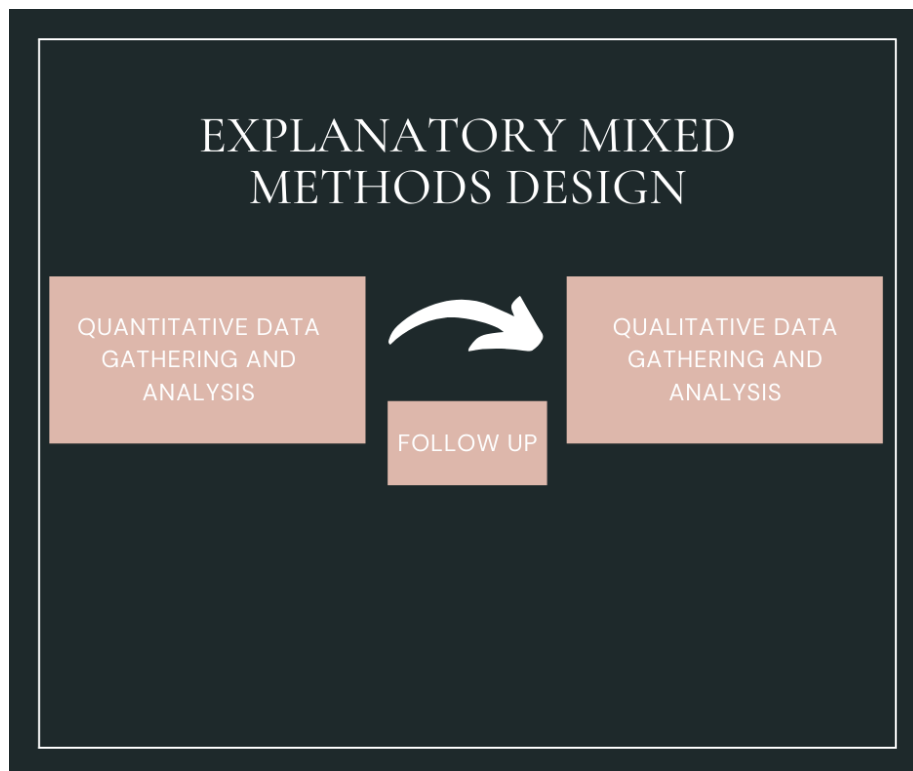 EXPLANATORY MIXED
METHODS DESIGN
QUANTITATIVE DATA
GATHERING AND
ANALYSIS
FOLLOW UP
QUALITATIVE DATA
GATHERING AND
ANALYSIS